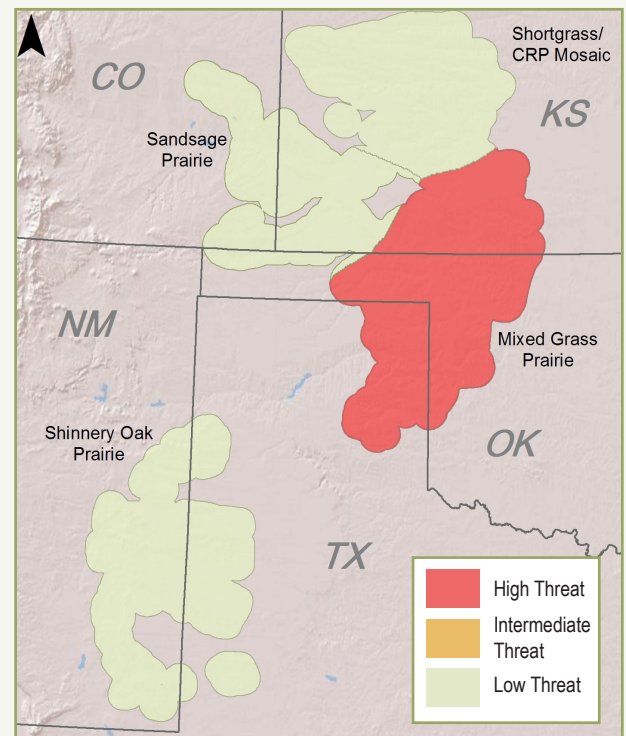 Shortgrass/
CRP Mosaic
CO
KS
Sandsage
Prairie
NM
Mixed Grass
Prairie
Shinnery Oak
Prairie
OK
TX
High Threat
Intermediate
Threat
Low Threat